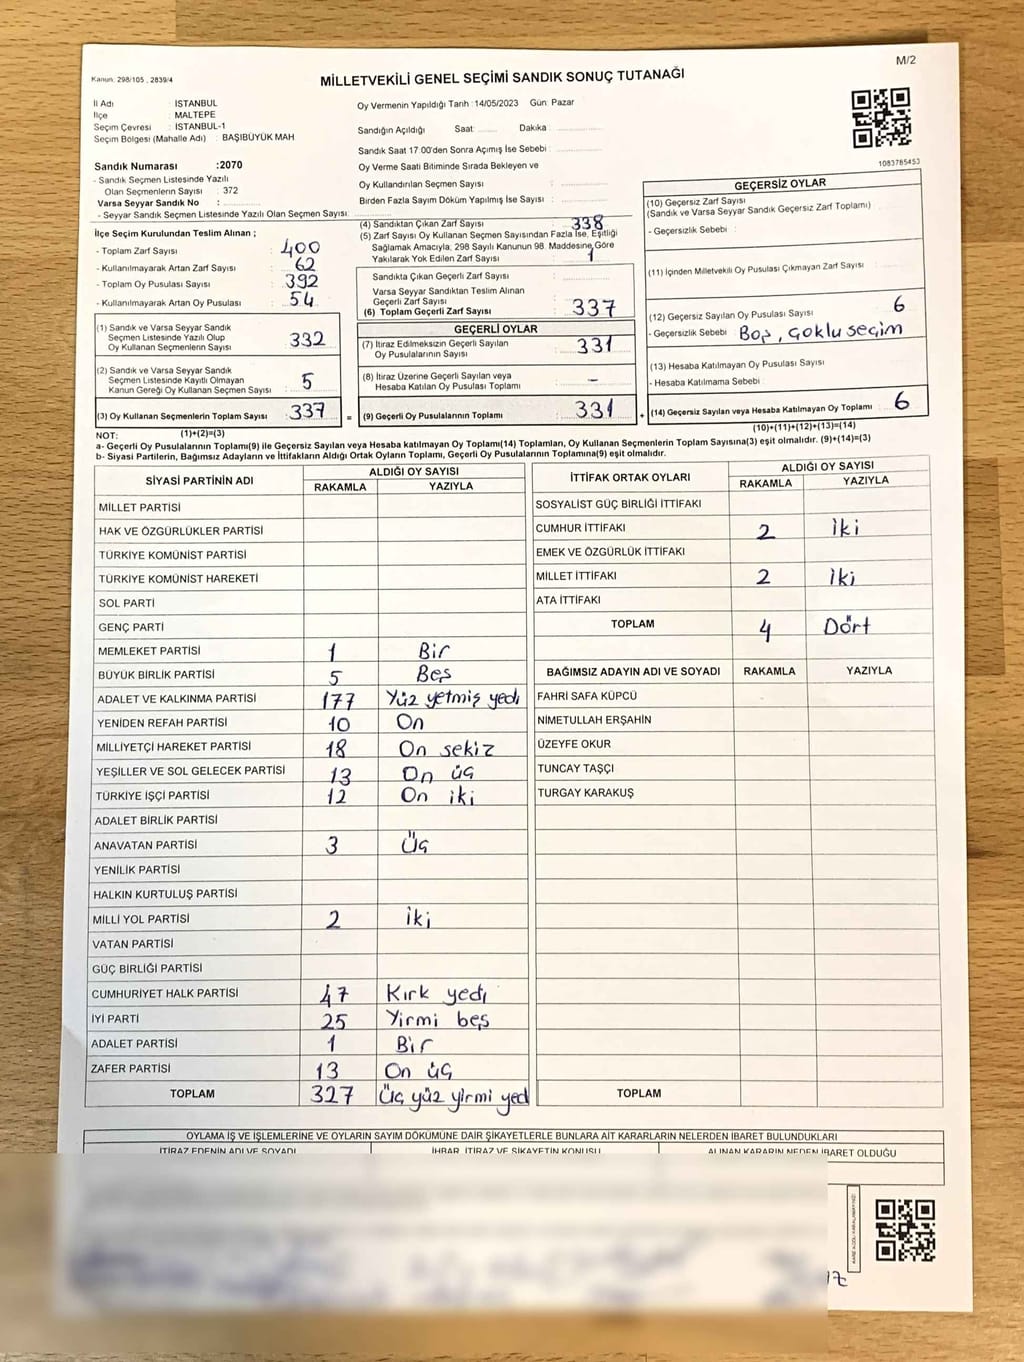 Kanun: 298/105 , 2839/4
M/2
MİLLETVEKİLİ GENEL SEÇİMİ SANDIK SONUÇ TUTANAĞI
İl Adı : İSTANBUL
İlçe : MALTEPE
Seçim Çevresi : İSTANBUL-1
Seçim Bölgesi (Mahalle Adı) : BAŞIBÜYÜK MAH
Sandık Numarası :2070
- Sandık Seçmen Listesinde Yazılı
Olan Seçmenlerin Sayısı : 372
Varsa Seyyar Sandık No :
- Seyyar Sandık Seçmen Listesinde Yazılı Olan Seçmen Sayısı:
Oy Vermenin Yapıldığı Tarih :14/05/2023 Gün: Pazar
Sandığın Açıldığı Saat Dakika
Sandık Saat 17.00'den Sonra Açımış İse Sebebi :
Oy Verme Saati Bitiminde Sırada Bekleyen ve
Oy Kullandırılan Seçmen Sayısı :
Birden Fazla Sayım Döküm Yapılmış İse Sayısı :
1083785453
İlçe Seçim Kurulundan Teslim Alınan ;
- Toplam Zarf Sayısı : 400
- Kullanılmayarak Artan Zarf Sayısı : 62
- Toplam Oy Pusulası Sayısı : 392
- Kullanılmayarak Artan Oy Pusulası : 54
(4) Sandıktan Çıkan Zarf Sayısı : 338
(5) Zarf Sayısı Oy Kullanan Seçmen Sayısından Fazla İse, Eşitliği
Sağlamak Amacıyla, 298 Sayılı Kanunun 98. Maddesine Göre
Yakılarak Yok Edilen Zarf Sayısı : 1
Sandıkta Çıkan Geçerli Zarf Sayısı :
Varsa Seyyar Sandıktan Teslim Alınan
Geçerli Zarf Sayısı :
(6) Toplam Geçerli Zarf Sayısı : 337
GEÇERSİZ OYLAR
(10) Geçersiz Zarf Sayısı
(Sandık ve Varsa Seyyar Sandık Geçersiz Zarf Toplamı)
- Geçersizlik Sebebi :
(11) İçinden Milletvekili Oy Pusulası Çıkmayan Zarf Sayısı
(12) Geçersiz Sayılan Oy Pusulası Sayısı : 6
- Geçersizlik Sebebi : Boş, çoklu seçim
(13) Hesaba Katılmayan Oy Pusulası Sayısı
- Hesaba Katılmama Sebebi :
(14) Geçersiz Sayılan veya Hesaba Katılmayan Oy Toplamı : 6
(1) Sandık ve Varsa Seyyar Sandık
Seçmen Listesinde Yazılı Olup
Oy Kullanan Seçmenlerin Sayısı : 332
(2) Sandık ve Varsa Seyyar Sandık
Seçmen Listesinde Kayıtlı Olmayan
Kanun Gereği Oy Kullanan Seçmen Sayısı : 5
(3) Oy Kullanan Seçmenlerin Toplam Sayısı : 337
=
GEÇERLİ OYLAR
(7) İtiraz Edilmeksizin Geçerli Sayılan
Oy Pusulalarının Sayısı : 331
(8) İtiraz Üzerine Geçerli Sayılan veya
Hesaba Katılan Oy Pusulası Toplamı : -
(9) Geçerli Oy Pusulalarının Toplamı : 331
+
NOT: (1)+(2)=(3)
(10)+(11)+(12)+(13)=(14)
a- Geçerli Oy Pusulalarının Toplamı(9) ile Geçersiz Sayılan veya Hesaba katılmayan Oy Toplamı(14) Toplamları, Oy Kullanan Seçmenlerin Toplam Sayısına(3) eşit olmalıdır. (9)+(14)=(3)
b- Siyasi Partilerin, Bağımsız Adayların ve İttifakların Aldığı Ortak Oyların Toplamı, Geçerli Oy Pusulalarının Toplamına(9) eşit olmalıdır.
SİYASİ PARTİNİN ADI ALDIĞI OY SAYISI
RAKAMLA YAZIYLA
MİLLET PARTİSİ
HAK VE ÖZGÜRLÜKLER PARTİSİ
TÜRKİYE KOMÜNİST PARTİSİ
TÜRKİYE KOMÜNİST HAREKETİ
SOL PARTİ
GENÇ PARTİ
MEMLEKET PARTİSİ 1 Bir
BÜYÜK BİRLİK PARTİSİ 5 Beş
ADALET VE KALKINMA PARTİSİ 177 Yüz yetmiş yedi
YENİDEN REFAH PARTİSİ 10 On
MİLLİYETÇİ HAREKET PARTİSİ 18 On sekiz
YEŞİLLER VE SOL GELECEK PARTİSİ 13 On üç
TÜRKİYE İŞÇİ PARTİSİ 12 On iki
ADALET BİRLİK PARTİSİ
ANAVATAN PARTİSİ 3 Üç
YENİLİK PARTİSİ
HALKIN KURTULUŞ PARTİSİ
MİLLİ YOL PARTİSİ 2 iki
VATAN PARTİSİ
GÜÇ BİRLİĞİ PARTİSİ
CUMHURİYET HALK PARTİSİ 47 Kırk yedi
İYİ PARTİ 25 Yirmi beş
ADALET PARTİSİ 1 Bir
ZAFER PARTİSİ 13 On üç
TOPLAM 327 Üç yüz yirmi yed
İTTİFAK ORTAK OYLARI ALDIĞI OY SAYISI
RAKAMLA YAZIYLA
SOSYALİST GÜÇ BİRLİĞİ İTTİFAKI
CUMHUR İTTİFAKI 2 İki
EMEK VE ÖZGÜRLÜK İTTİFAKI
MİLLET İTTİFAKI 2 İki
ATA İTTİFAKI
TOPLAM 4 Dört
BAĞIMSIZ ADAYIN ADI VE SOYADI RAKAMLA YAZIYLA
FAHRİ SAFA KÜPCÜ
NİMETULLAH ERŞAHİN
ÜZEYFE OKUR
TUNCAY TAŞÇI
TURGAY KARAKUŞ
TOPLAM
OYLAMA İŞ VE İŞLEMLERİNE VE OYLARIN SAYIM DÖKÜMÜNE DAİR ŞİKAYETLERLE BUNLARA AİT KARARLARIN NELERDEN İBARET BULUNDUKLARI
İTİRAZ EDENİN ADI VE SOYADI İHBAR, İTİRAZ VE ŞİKAYETİN KONUSU ALINAN KARARIN NEDEN İBARET OLDUĞU